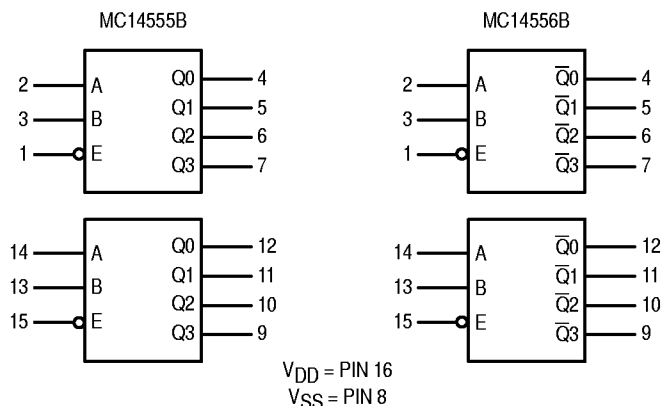 MC14555B
2 A Q0 4
Q1 5
3 B
Q2 6
1 E
Q3 7
14 A Q0 12
Q1 11
13 B
Q2 10
15 E
Q3 9
MC14556B
2 A Q̅0 4
Q̅1 5
3 B
Q̅2 6
1 E
Q̅3 7
14 A Q̅0 12
Q̅1 11
13 B
Q̅2 10
15 E
Q̅3 9
VDD = PIN 16
VSS = PIN 8